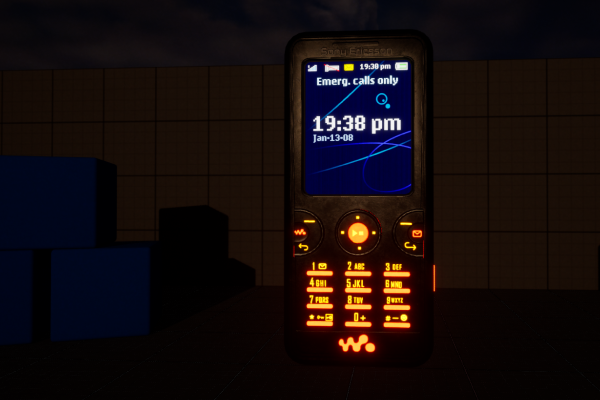 Sony Ericsson
19:38 pm
Emerg. calls only
19:38 pm
Jan-13-08
1
2 ABC
3 DEF
4 GHI
5 JKL
6 MNO
7 PQRS
8 TUV
9 WXYZ
0 +